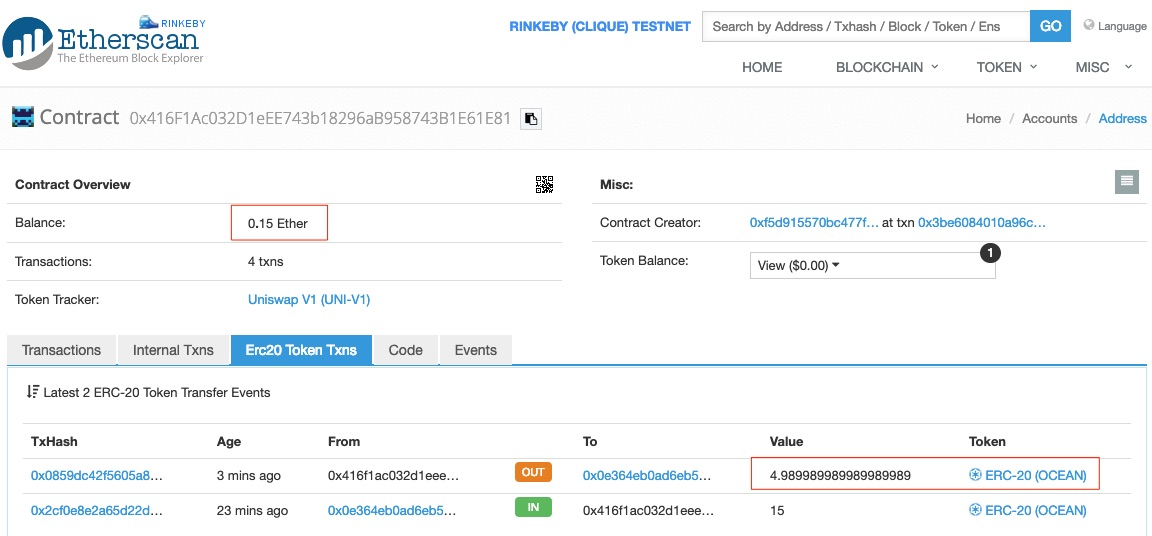 RINKEBY
Etherscan
The Ethereum Block Explorer
RINKEBY (CLIQUE) TESTNET
Search by Address / Txhash / Block / Token / Ens
GO
Language
HOME BLOCKCHAIN TOKEN MISC
Contract 0x416F1Ac032D1eEE743b18296aB958743B1E61E81
Home / Accounts / Address
Contract Overview
Balance: 0.15 Ether
Transactions: 4 txns
Token Tracker: Uniswap V1 (UNI-V1)
Misc:
Contract Creator: 0xf5d915570bc477f... at txn 0x3be6084010a96c...
Token Balance: View ($0.00) 1
Transactions Internal Txns Erc20 Token Txns Code Events
Latest 2 ERC-20 Token Transfer Events
TxHash Age From To Value Token
0x0859dc42f5605a8... 3 mins ago 0x416f1ac032d1eee... OUT 0x0e364eb0ad6eb5... 4.989989989989989989 ERC-20 (OCEAN)
0x2cf0e8e2a65d22d... 23 mins ago 0x0e364eb0ad6eb5... IN 0x416f1ac032d1eee... 15 ERC-20 (OCEAN)